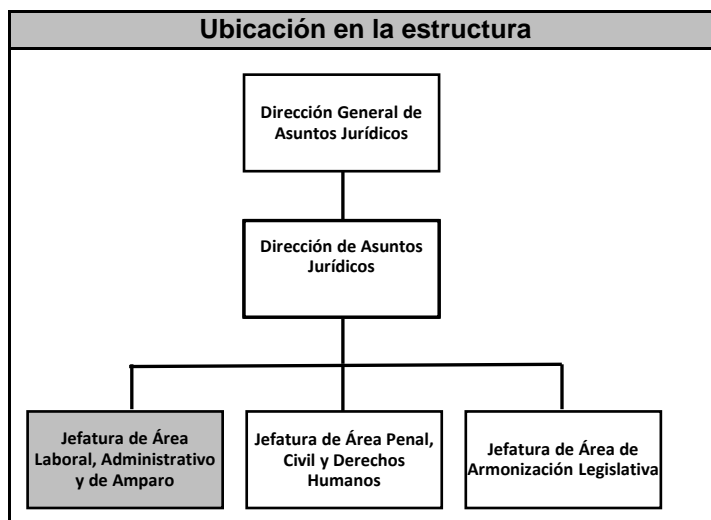 Ubicación en la estructura
Dirección General de
Asuntos Jurídicos
Dirección de Asuntos
Jurídicos
Jefatura de Área
Laboral, Administrativo
y de Amparo
Jefatura de Área Penal,
Civil y Derechos
Humanos
Jefatura de Área de
Armonización Legislativa